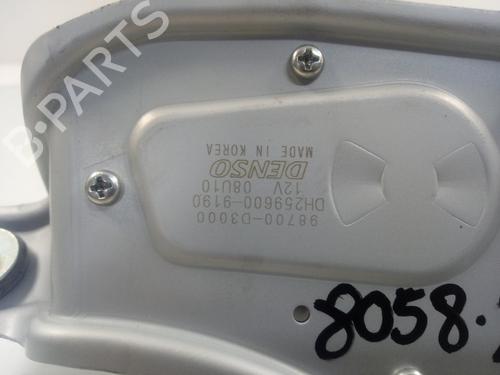 98700-D3000
DH259600-9190
12V 08U10
DENSO
MADE IN KOREA
8058.
B-PARTS